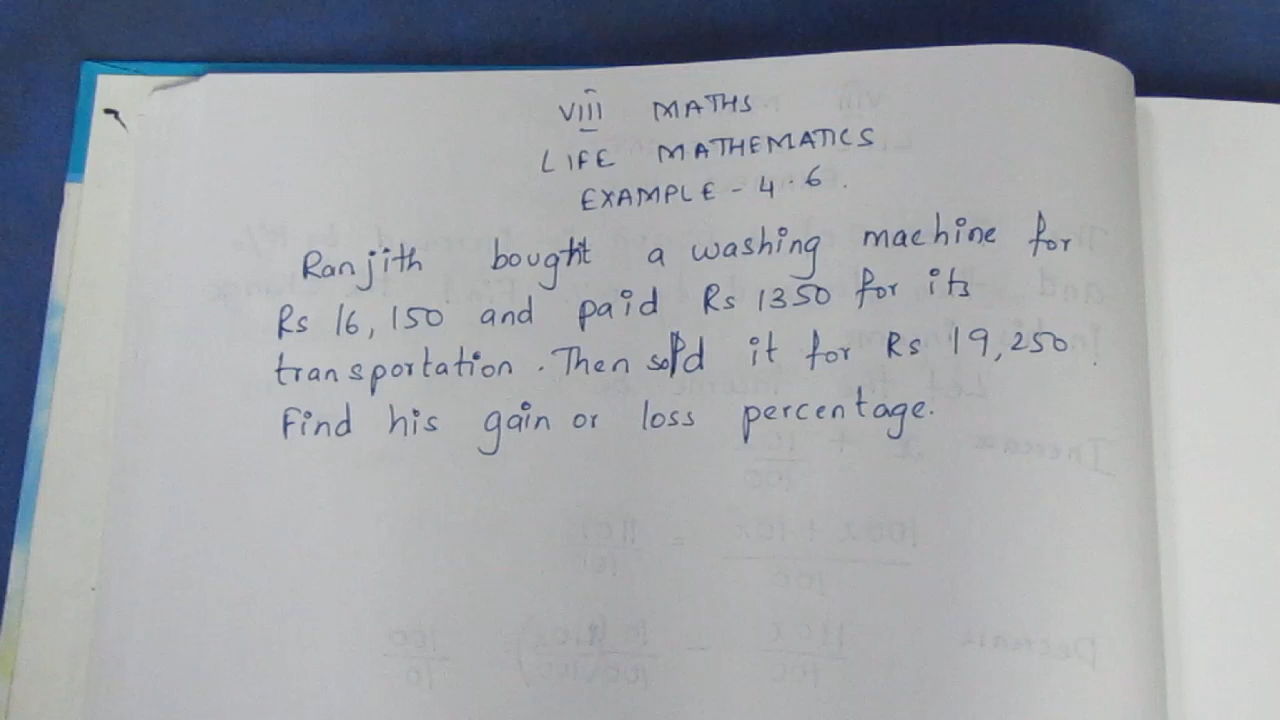 VIII MATHS
LIFE MATHEMATICS
EXAMPLE - 4.6.
Ranjith bought a washing machine for
Rs 16,150 and paid Rs 1350 for its
transportation. Then sold it for Rs 19,250.
Find his gain or loss percentage.